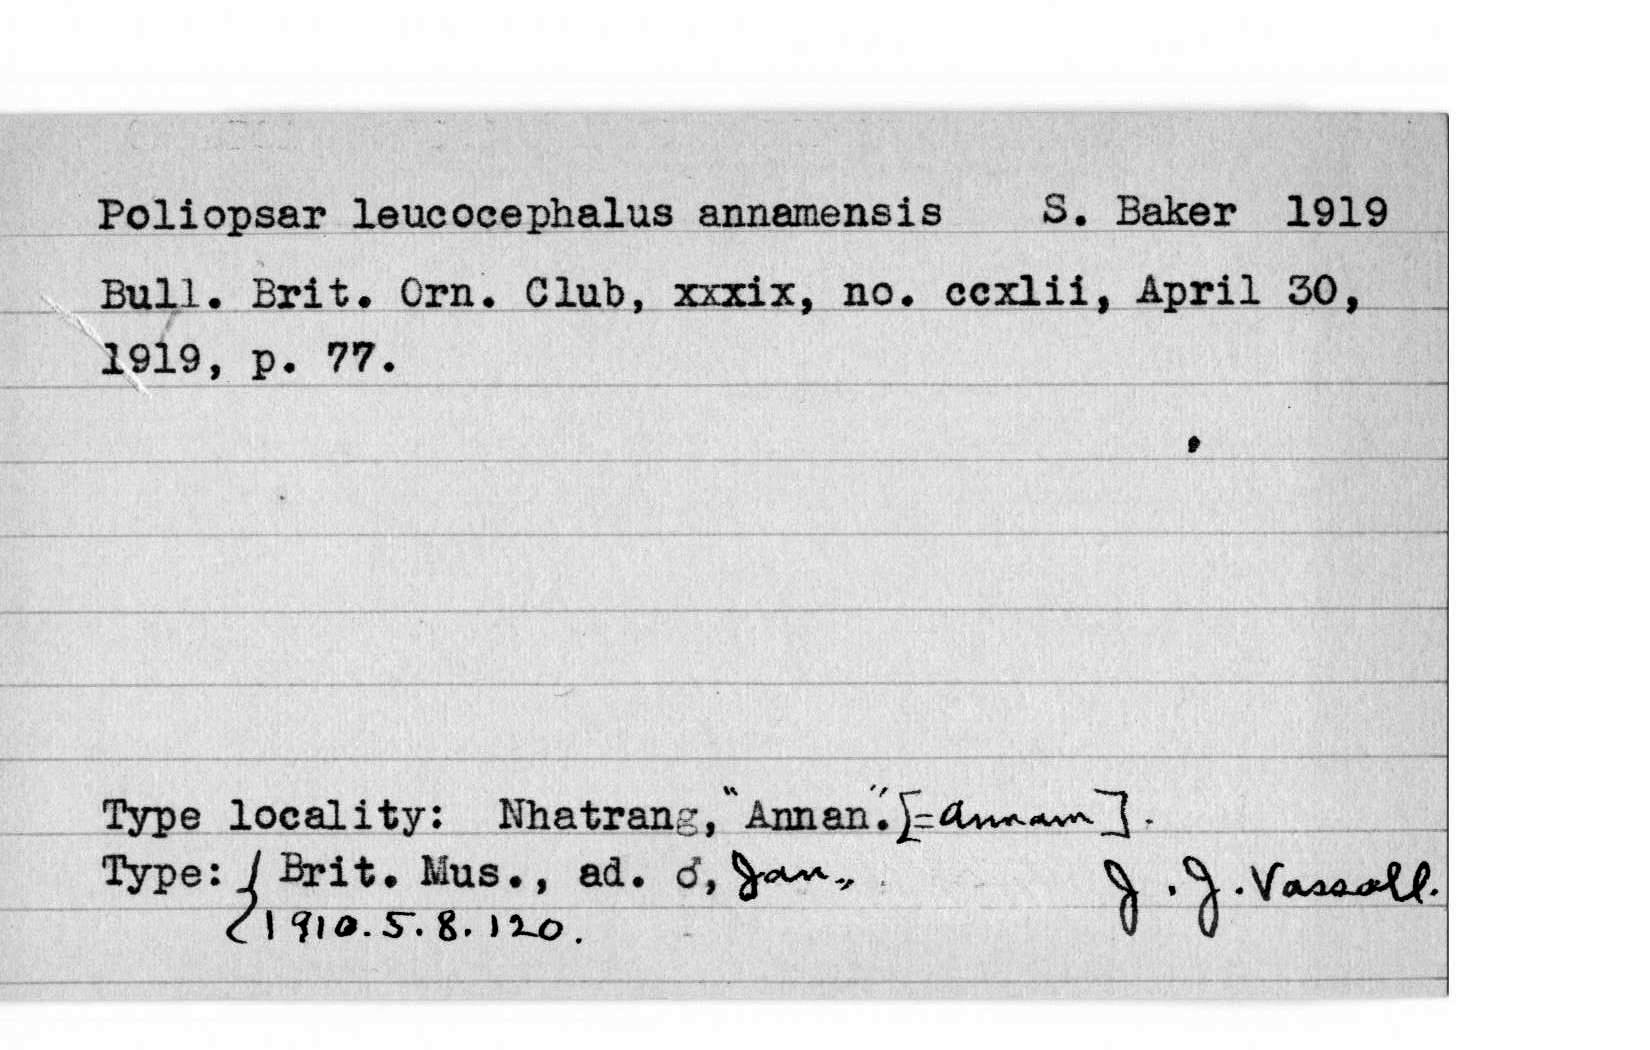 Poliopsar leucocephalus annamensis S. Baker 1919
Bull. Brit. Orn. Club, xxxix, no. ccxlii, April 30,
1919, p. 77.
Type locality: Nhatrang, "Annan". [=Annam].
Type: { Brit. Mus., ad. ♂, Jan., J. J. Vassall.
1910.5.8.120.